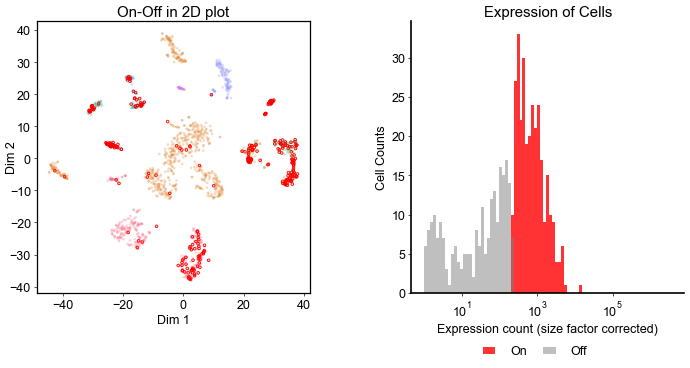 On-Off in 2D plot
40
30
20
10
0
−10
−20
−30
−40
Dim 2
−40 −20 0 20 40
Dim 1
Expression of Cells
30
25
20
15
10
5
0
Cell Counts
10^1 10^3 10^5
Expression count (size factor corrected)
On Off